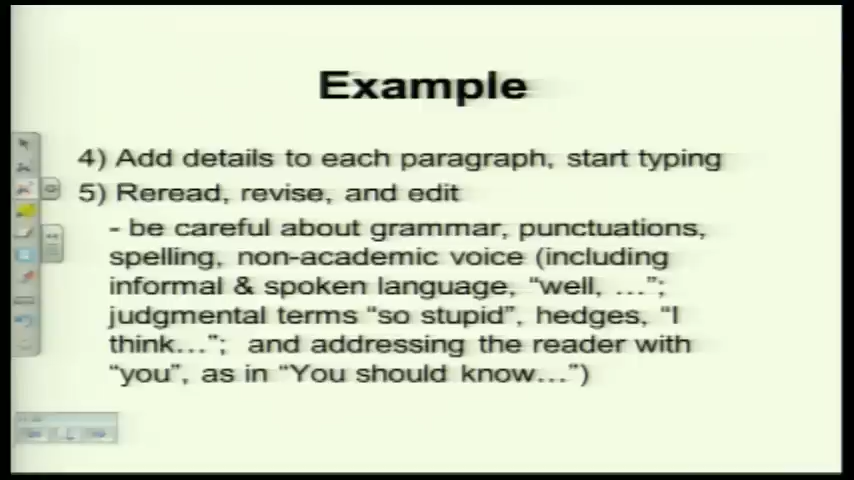 Example
4) Add details to each paragraph, start typing
5) Reread, revise, and edit
- be careful about grammar, punctuations,
spelling, non-academic voice (including
informal & spoken language, “well, …”;
judgmental terms “so stupid”, hedges, “I
think…”; and addressing the reader with
“you”, as in “You should know…”)